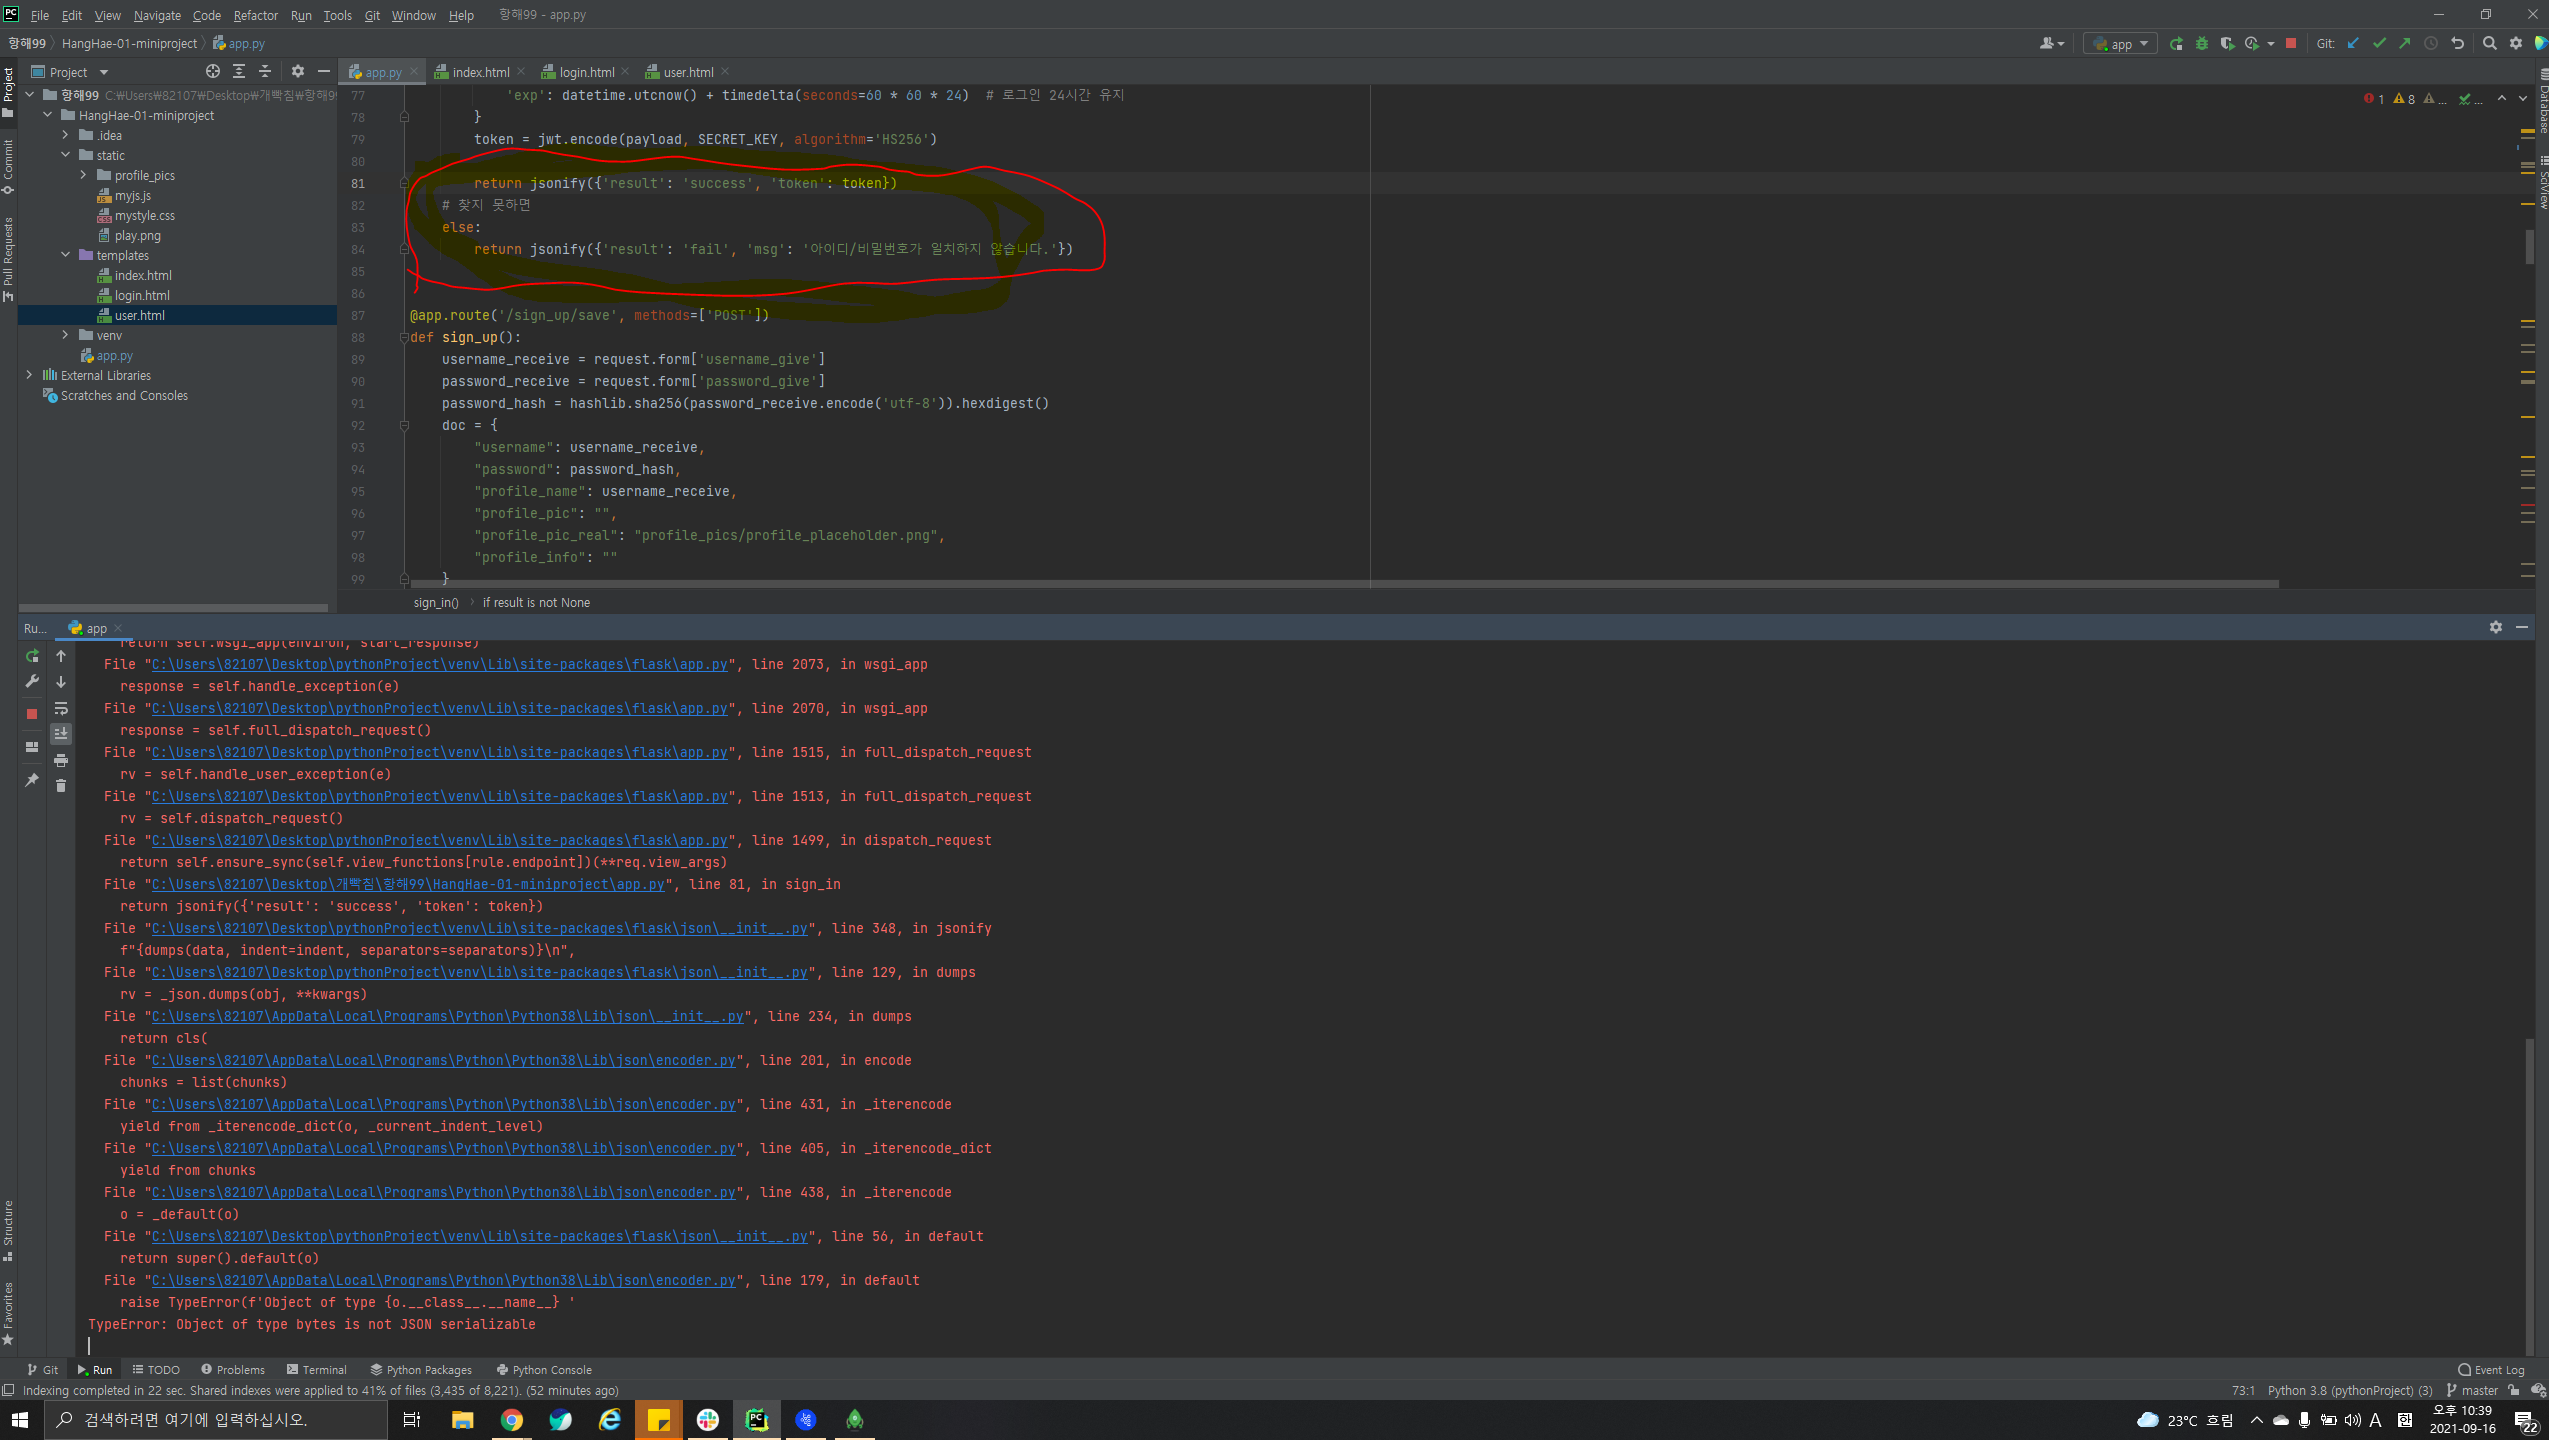 PC File Edit View Navigate Code Refactor Run Tools Git Window Help 항해99 - app.py
항해99 HangHae-01-miniproject app.py
app Git:
Project
app.py index.html login.html user.html
항해99 C:\Users\82107\Desktop\개빡침\항해99
HangHae-01-miniproject
.idea
static
profile_pics
myjs.js
mystyle.css
play.png
templates
index.html
login.html
user.html
venv
app.py
External Libraries
Scratches and Consoles
Project
Commit
Pull Requests
Structure
Favorites
Database
SciView
1 8 ... ...
77 'exp': datetime.utcnow() + timedelta(seconds=60 * 60 * 24) # 로그인 24시간 유지
78 }
79 token = jwt.encode(payload, SECRET_KEY, algorithm='HS256')
80
81 return jsonify({'result': 'success', 'token': token})
82 # 찾지 못하면
83 else:
84 return jsonify({'result': 'fail', 'msg': '아이디/비밀번호가 일치하지 않습니다.'})
85
86
87 @app.route('/sign_up/save', methods=['POST'])
88 def sign_up():
89 username_receive = request.form['username_give']
90 password_receive = request.form['password_give']
91 password_hash = hashlib.sha256(password_receive.encode('utf-8')).hexdigest()
92 doc = {
93 "username": username_receive,
94 "password": password_hash,
95 "profile_name": username_receive,
96 "profile_pic": "",
97 "profile_pic_real": "profile_pics/profile_placeholder.png",
98 "profile_info": ""
99 }
sign_in() if result is not None
Ru... app
return self.wsgi_app(environ, start_response)
File "C:\Users\82107\Desktop\pythonProject\venv\Lib\site-packages\flask\app.py", line 2073, in wsgi_app
response = self.handle_exception(e)
File "C:\Users\82107\Desktop\pythonProject\venv\Lib\site-packages\flask\app.py", line 2070, in wsgi_app
response = self.full_dispatch_request()
File "C:\Users\82107\Desktop\pythonProject\venv\Lib\site-packages\flask\app.py", line 1515, in full_dispatch_request
rv = self.handle_user_exception(e)
File "C:\Users\82107\Desktop\pythonProject\venv\Lib\site-packages\flask\app.py", line 1513, in full_dispatch_request
rv = self.dispatch_request()
File "C:\Users\82107\Desktop\pythonProject\venv\Lib\site-packages\flask\app.py", line 1499, in dispatch_request
return self.ensure_sync(self.view_functions[rule.endpoint])(**req.view_args)
File "C:\Users\82107\Desktop\개빡침\항해99\HangHae-01-miniproject\app.py", line 81, in sign_in
return jsonify({'result': 'success', 'token': token})
File "C:\Users\82107\Desktop\pythonProject\venv\Lib\site-packages\flask\json\__init__.py", line 348, in jsonify
f"{dumps(data, indent=indent, separators=separators)}\n",
File "C:\Users\82107\Desktop\pythonProject\venv\Lib\site-packages\flask\json\__init__.py", line 129, in dumps
rv = _json.dumps(obj, **kwargs)
File "C:\Users\82107\AppData\Local\Programs\Python\Python38\Lib\json\__init__.py", line 234, in dumps
return cls(
File "C:\Users\82107\AppData\Local\Programs\Python\Python38\Lib\json\encoder.py", line 201, in encode
chunks = list(chunks)
File "C:\Users\82107\AppData\Local\Programs\Python\Python38\Lib\json\encoder.py", line 431, in _iterencode
yield from _iterencode_dict(o, _current_indent_level)
File "C:\Users\82107\AppData\Local\Programs\Python\Python38\Lib\json\encoder.py", line 405, in _iterencode_dict
yield from chunks
File "C:\Users\82107\AppData\Local\Programs\Python\Python38\Lib\json\encoder.py", line 438, in _iterencode
o = _default(o)
File "C:\Users\82107\Desktop\pythonProject\venv\Lib\site-packages\flask\json\__init__.py", line 56, in default
return super().default(o)
File "C:\Users\82107\AppData\Local\Programs\Python\Python38\Lib\json\encoder.py", line 179, in default
raise TypeError(f'Object of type {o.__class__.__name__} '
TypeError: Object of type bytes is not JSON serializable
Git Run TODO Problems Terminal Python Packages Python Console Event Log
Indexing completed in 22 sec. Shared indexes were applied to 41% of files (3,435 of 8,221). (52 minutes ago) 73:1 Python 3.8 (pythonProject) (3) master
검색하려면 여기에 입력하십시오. 23°C 흐림 A 한 오후 10:39
2021-09-16 22